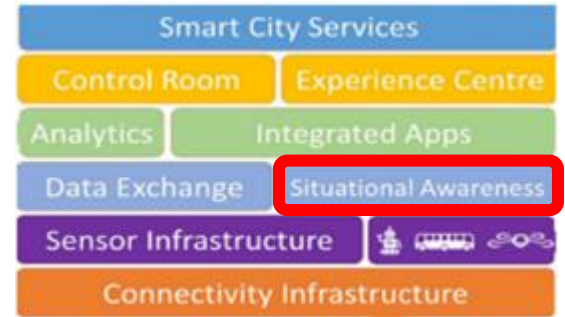 Smart City Services
Control Room Experience Centre
Analytics Integrated Apps
Data Exchange Situational Awareness
Sensor Infrastructure
Connectivity Infrastructure